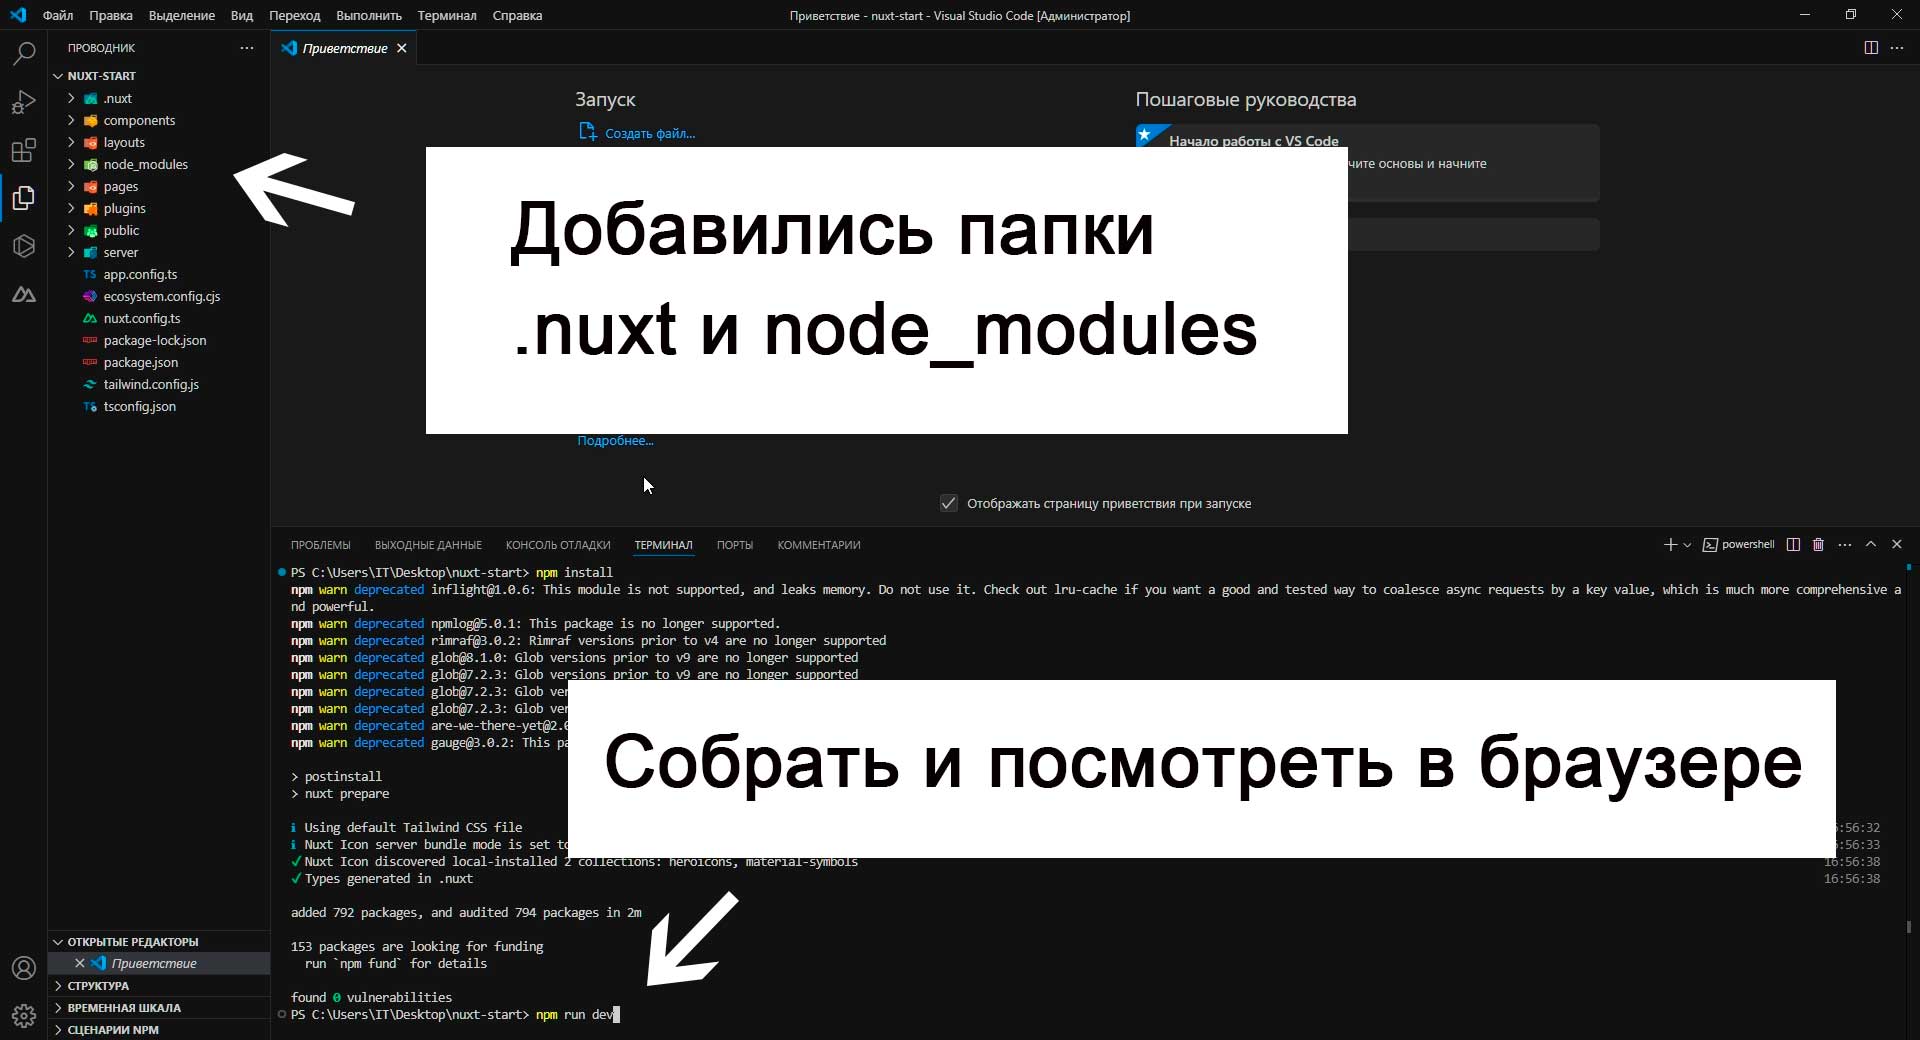 Файл Правка Выделение Вид Переход Выполнить Терминал Справка
Приветствие - nuxt-start - Visual Studio Code [Администратор]
ПРОВОДНИК
Приветствие
NUXT-START
.nuxt
components
layouts
node_modules
pages
plugins
public
server
TS app.config.ts
ecosystem.config.cjs
nuxt.config.ts
package-lock.json
package.json
tailwind.config.js
TS tsconfig.json
Запуск
Создать файл...
Пошаговые руководства
Начало работы с VS Code
чите основы и начните
Добавились папки
.nuxt и node_modules
Подробнее...
Отображать страницу приветствия при запуске
ПРОБЛЕМЫ ВЫХОДНЫЕ ДАННЫЕ КОНСОЛЬ ОТЛАДКИ ТЕРМИНАЛ ПОРТЫ КОММЕНТАРИИ
powershell
PS C:\Users\IT\Desktop\nuxt-start> npm install
npm warn deprecated inflight@1.0.6: This module is not supported, and leaks memory. Do not use it. Check out lru-cache if you want a good and tested way to coalesce async requests by a key value, which is much more comprehensive a
nd powerful.
npm warn deprecated npmlog@5.0.1: This package is no longer supported.
npm warn deprecated rimraf@3.0.2: Rimraf versions prior to v4 are no longer supported
npm warn deprecated glob@8.1.0: Glob versions prior to v9 are no longer supported
npm warn deprecated glob@7.2.3: Glob versions prior to v9 are no longer supported
npm warn deprecated glob@7.2.3: Glob ver
npm warn deprecated glob@7.2.3: Glob ver
npm warn deprecated are-we-there-yet@2.0
npm warn deprecated gauge@3.0.2: This pa
Собрать и посмотреть в браузере
> postinstall
> nuxt prepare
ℹ Using default Tailwind CSS file :56:32
ℹ Nuxt Icon server bundle mode is set to :56:33
✓ Nuxt Icon discovered local-installed 2 collections: heroicons, material-symbols 16:56:38
✓ Types generated in .nuxt 16:56:38
added 792 packages, and audited 794 packages in 2m
153 packages are looking for funding
run `npm fund` for details
found 0 vulnerabilities
PS C:\Users\IT\Desktop\nuxt-start> npm run dev
ОТКРЫТЫЕ РЕДАКТОРЫ
Приветствие
СТРУКТУРА
ВРЕМЕННАЯ ШКАЛА
СЦЕНАРИИ NPM